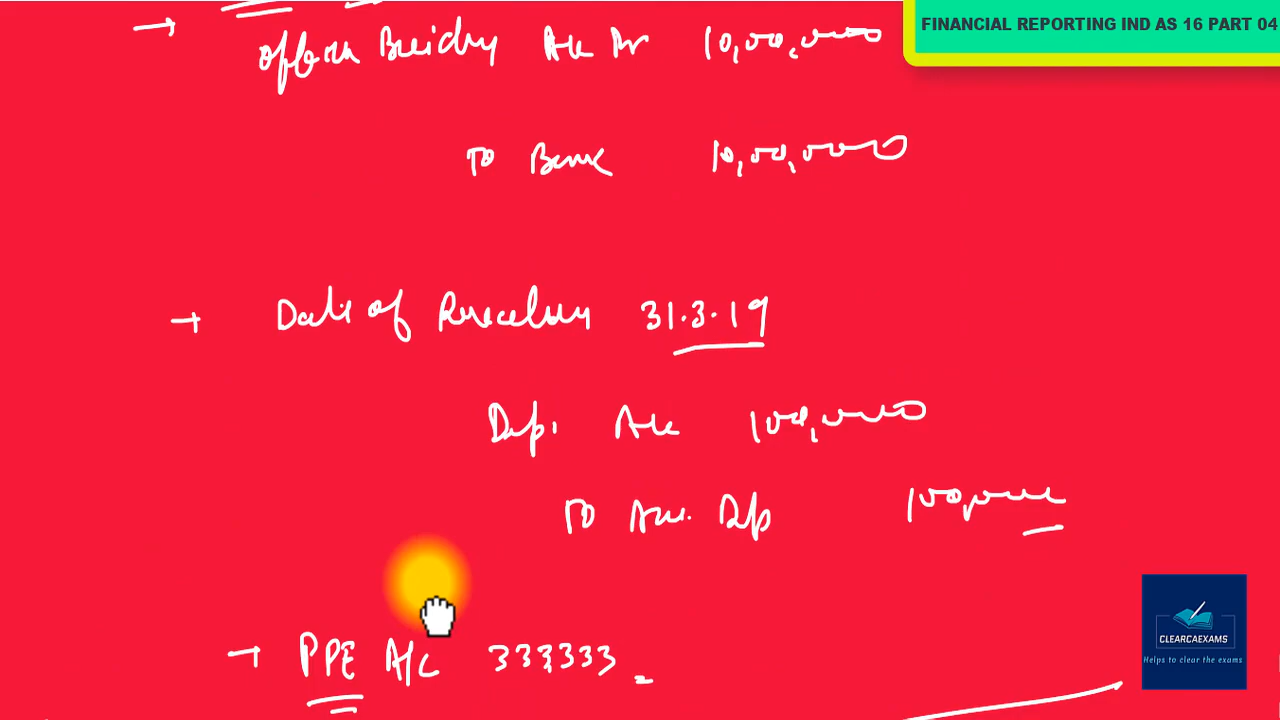 FINANCIAL REPORTING IND AS 16 PART 04
→ Office Building A/c Dr 10,00,000
To Bank 10,00,000
→ Date of Revaluation 31.3.19
Dep. A/c 100,000
To Acc. Dep 100,000
→ PPE A/c 333333
CLEARCAEXAMS
Helps to clear the exams